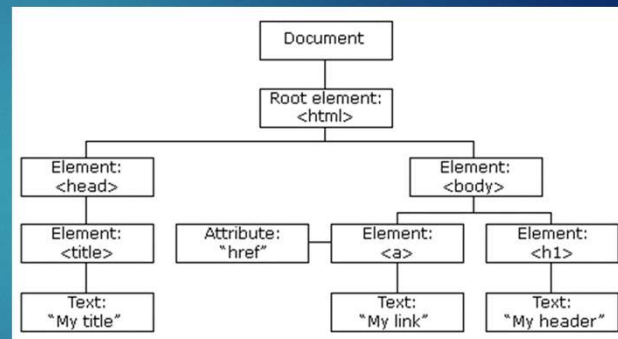 Document
Root element:
<html>
Element:
<head>
Element:
<body>
Element:
<title>
Attribute:
"href"
Element:
<a>
Element:
<h1>
Text:
"My title"
Text:
"My link"
Text:
"My header"